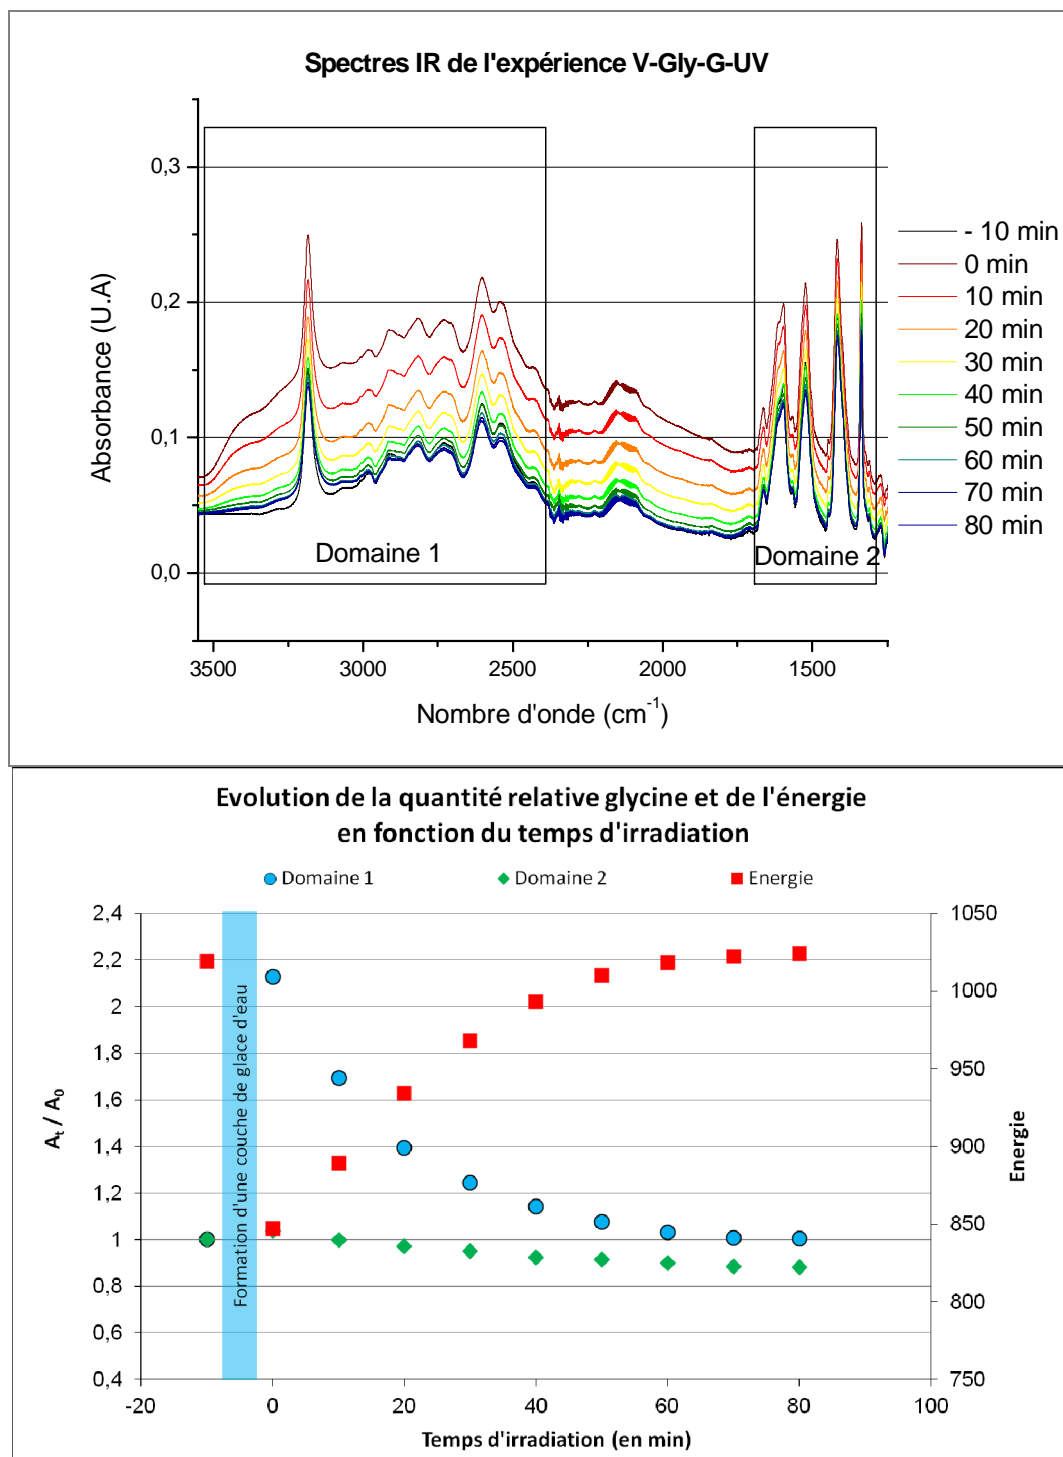 Spectres IR de l'expérience V-Gly-G-UV
0,3
0,2
0,1
0,0
Absorbance (U.A)
Domaine 1
Domaine 2
3500
3000
2500
2000
1500
Nombre d'onde (cm-1)
- 10 min
0 min
10 min
20 min
30 min
40 min
50 min
60 min
70 min
80 min
Evolution de la quantité relative glycine et de l'énergie
en fonction du temps d'irradiation
Domaine 1
Domaine 2
Energie
2,4
2,2
2
1,8
1,6
1,4
1,2
1
0,8
0,6
0,4
At / A0
Formation d'une couche de glace d'eau
1050
1000
950
900
850
800
750
Energie
-20
0
20
40
60
80
100
Temps d'irradiation (en min)